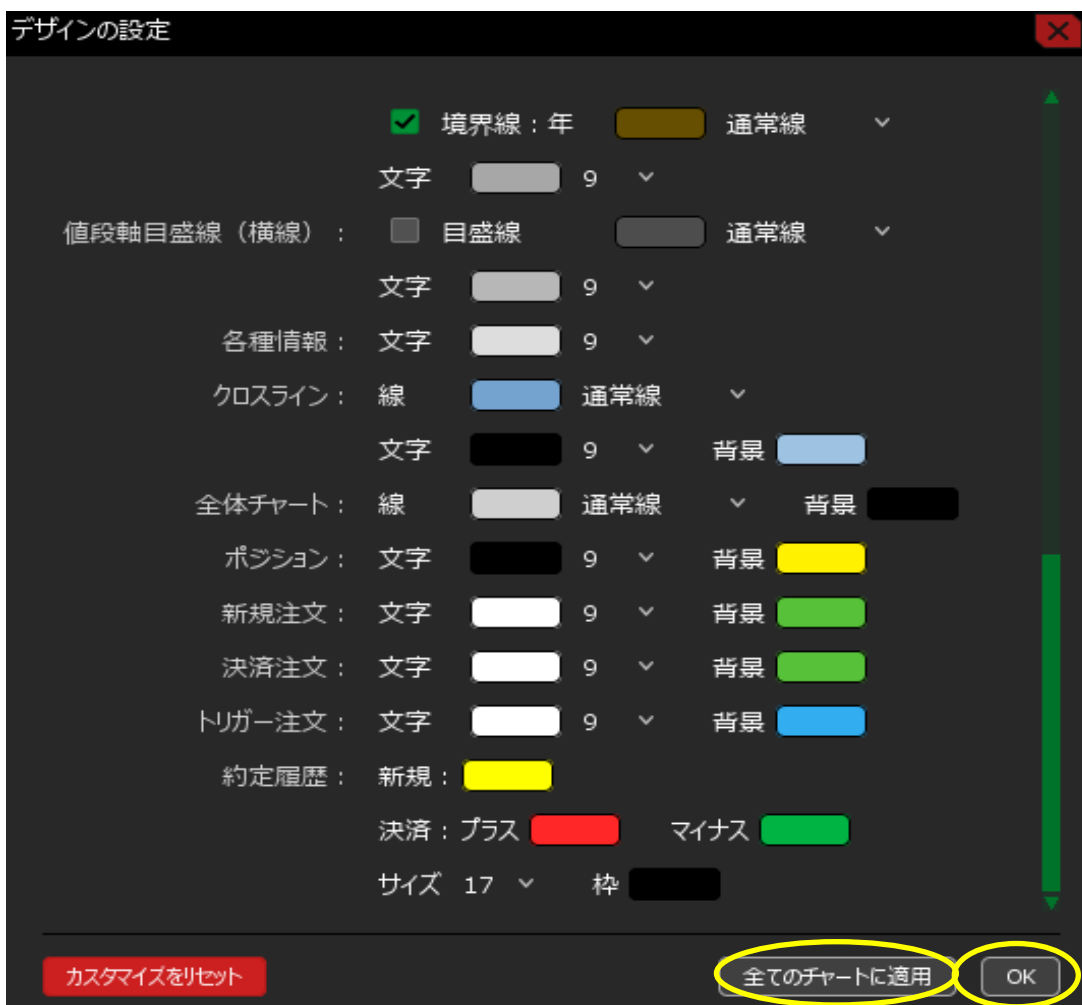 デザインの設定
境界線:年 通常線
文字 9
値段軸目盛線(横線): 目盛線 通常線
文字 9
各種情報: 文字 9
クロスライン: 線 通常線
文字 9 背景
全体チャート: 線 通常線 背景
ポジション: 文字 9 背景
新規注文: 文字 9 背景
決済注文: 文字 9 背景
トリガー注文: 文字 9 背景
約定履歴: 新規:
決済:プラス マイナス
サイズ 17 枠
カスタマイズをリセット 全てのチャートに適用 OK